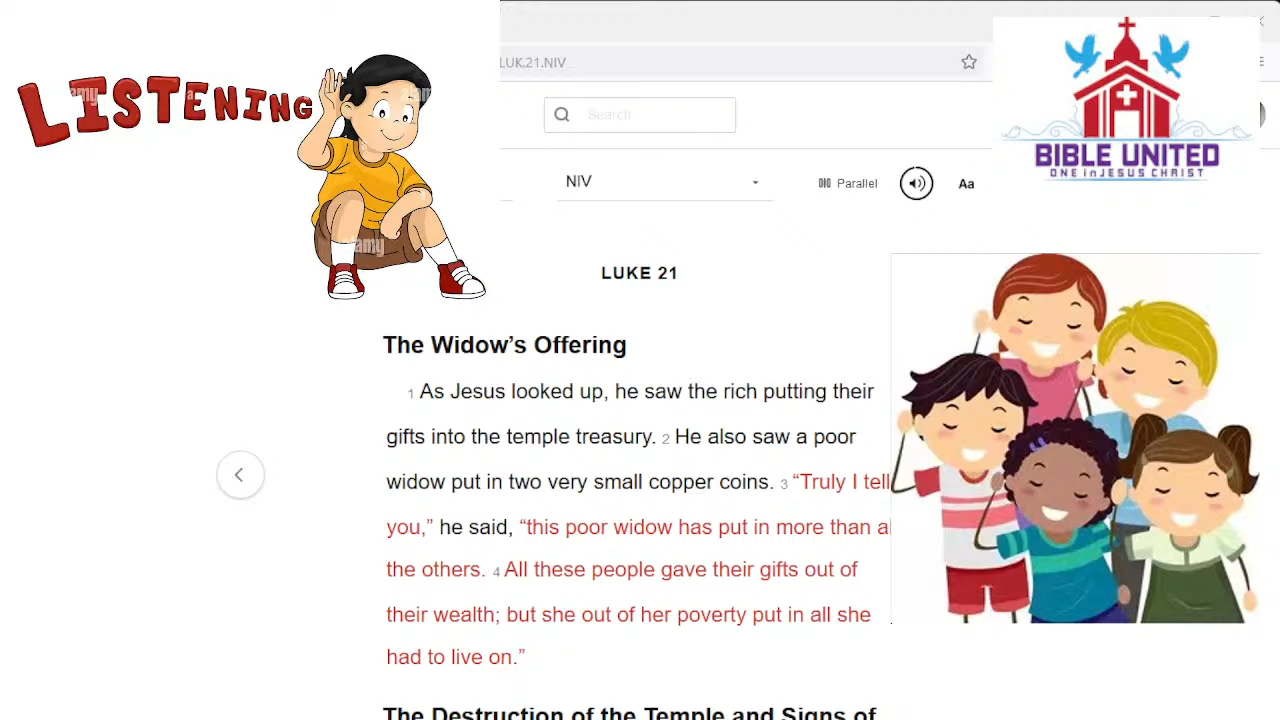 LUK.21.NIV
LISTENING
Search
BIBLE UNITED
ONE in JESUS CHRIST
NIV
Parallel
Aa
LUKE 21
The Widow’s Offering
1 As Jesus looked up, he saw the rich putting their
gifts into the temple treasury. 2 He also saw a poor
widow put in two very small copper coins. 3 “Truly I tell
you,” he said, “this poor widow has put in more than al
the others. 4 All these people gave their gifts out of
their wealth; but she out of her poverty put in all she
had to live on.”
The Destruction of the Temple and Signs of